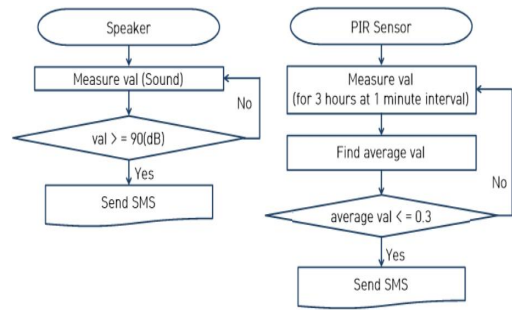 Speaker
Measure val (Sound)
No
val > = 90(dB)
Yes
Send SMS
PIR Sensor
Measure val
(for 3 hours at 1 minute interval)
Find average val
No
average val < = 0.3
Yes
Send SMS